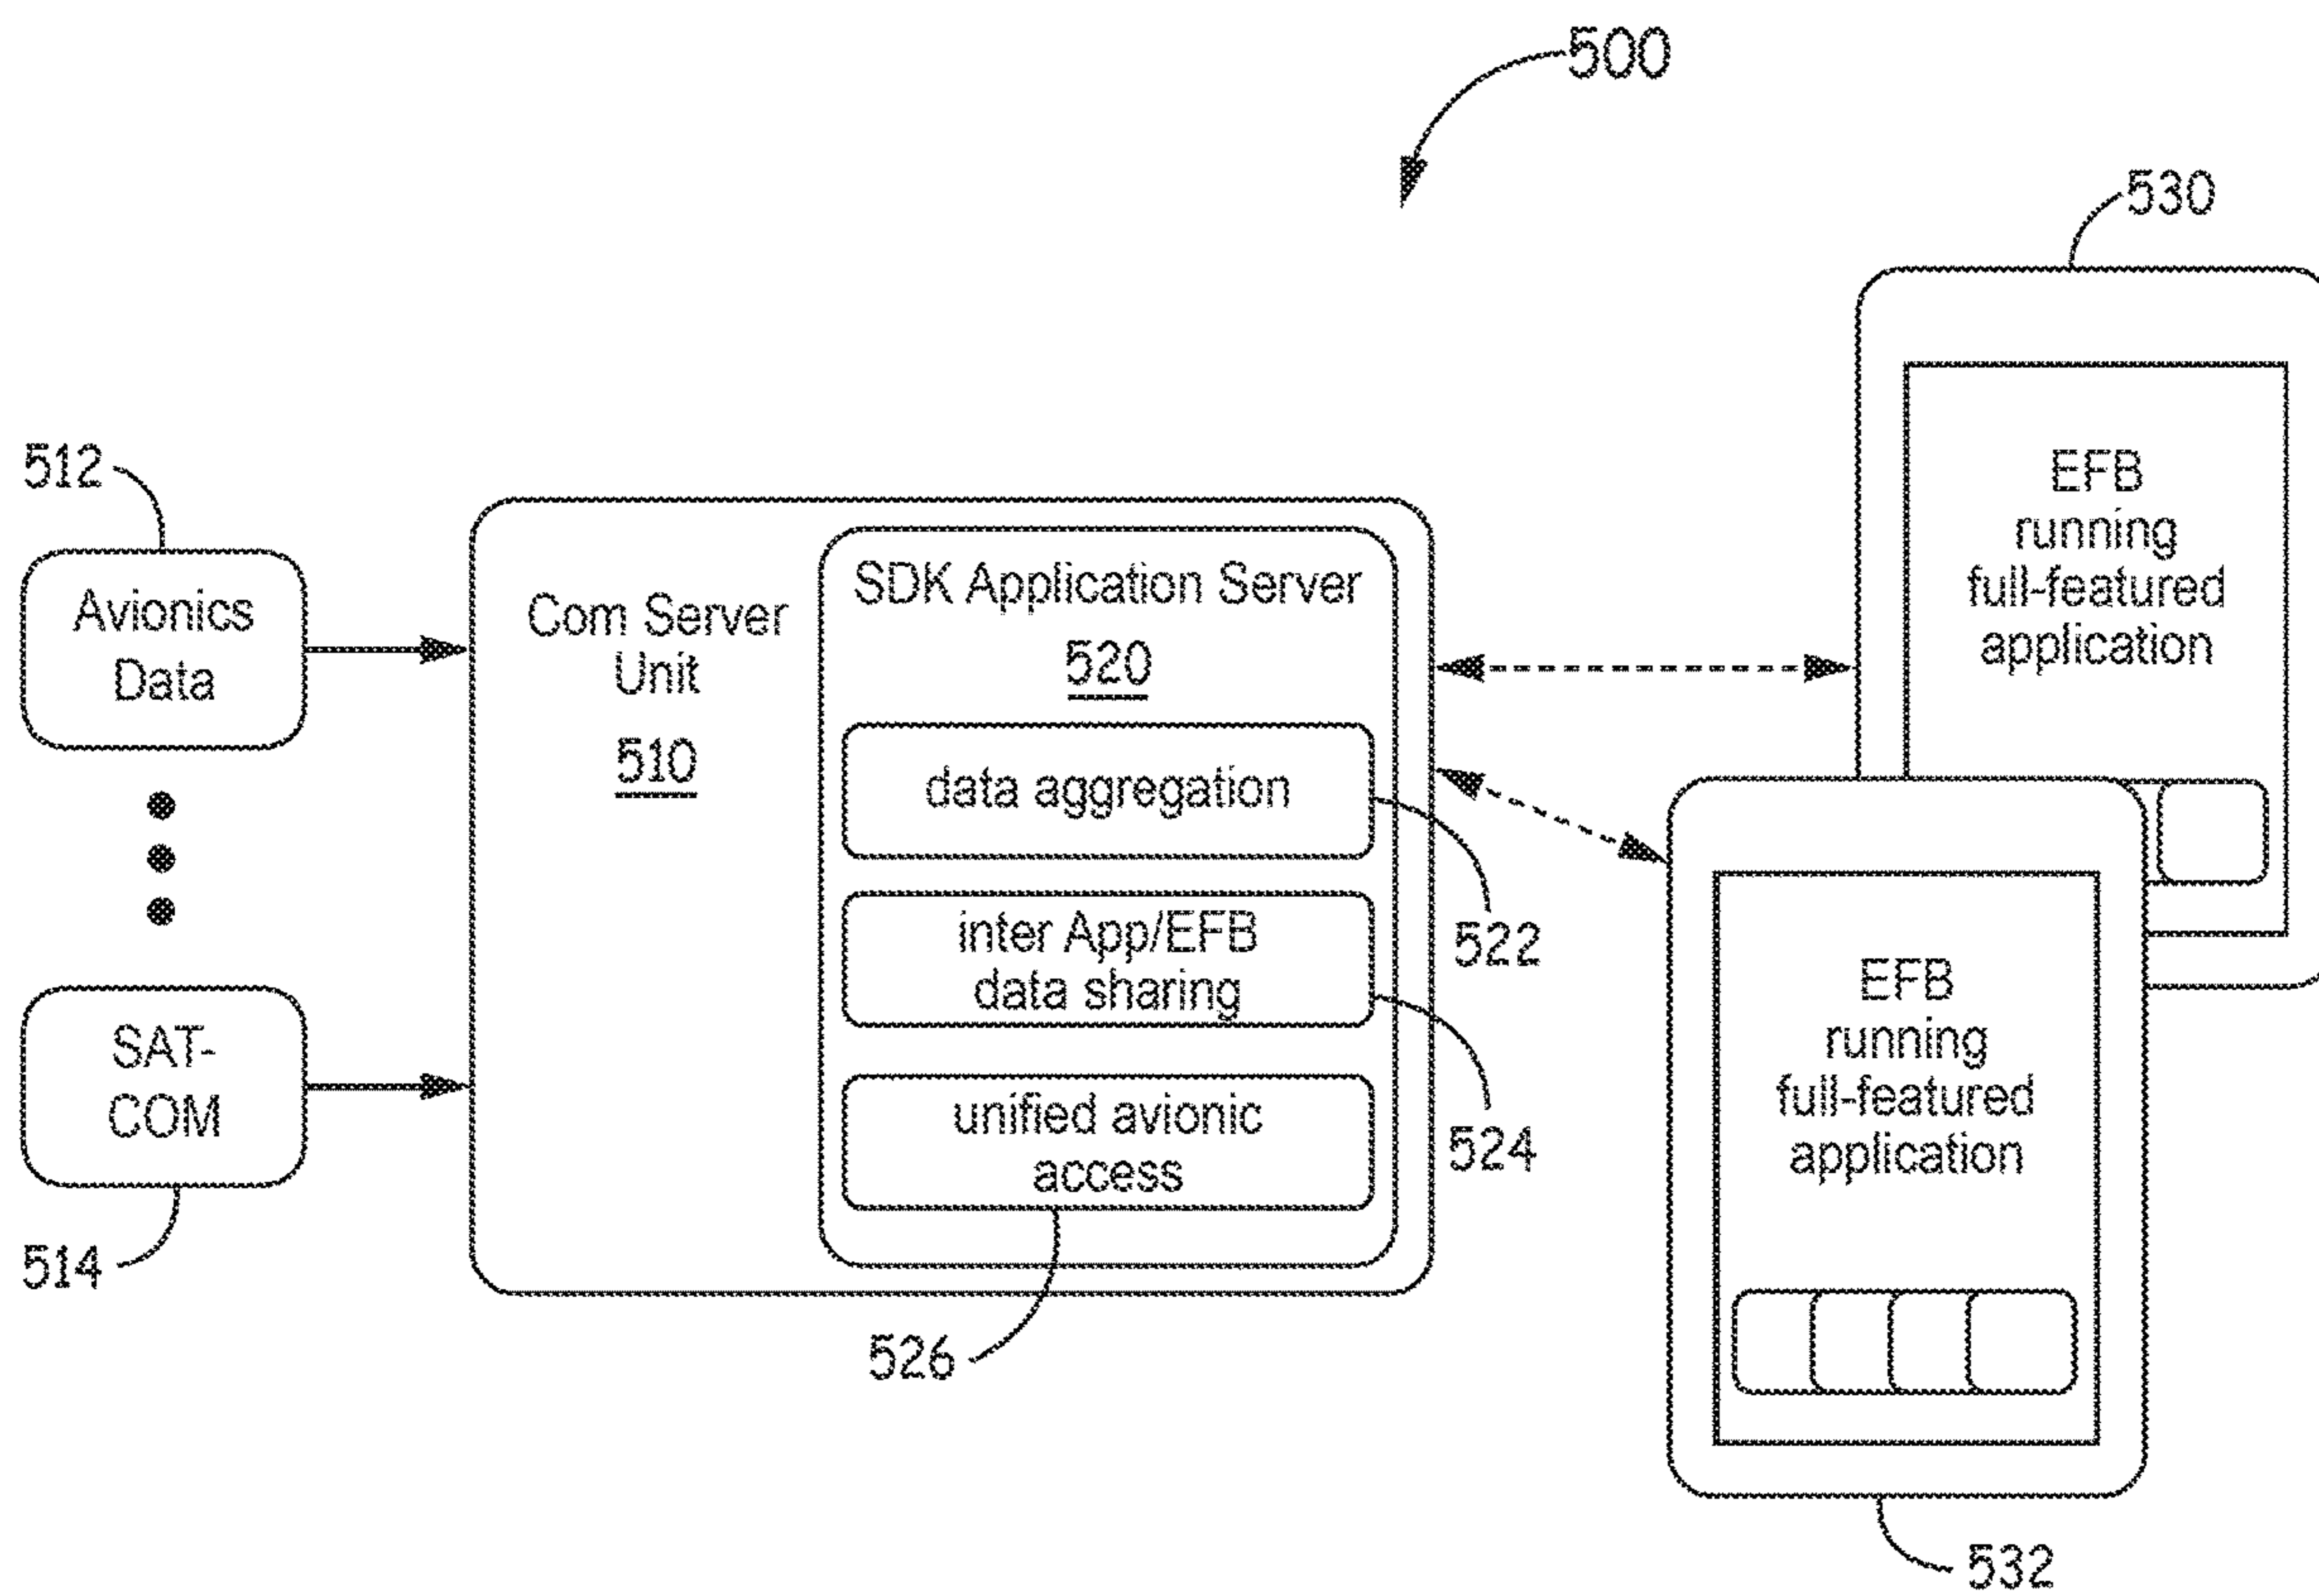 500
530
512
Avionics
Data
SAT-
COM
514
Com Server
Unit
510
SDK Application Server
520
data aggregation
inter App/EFB
data sharing
unified avionic
access
522
524
526
EFB
running
full-featured
application
EFB
running
full-featured
application
532